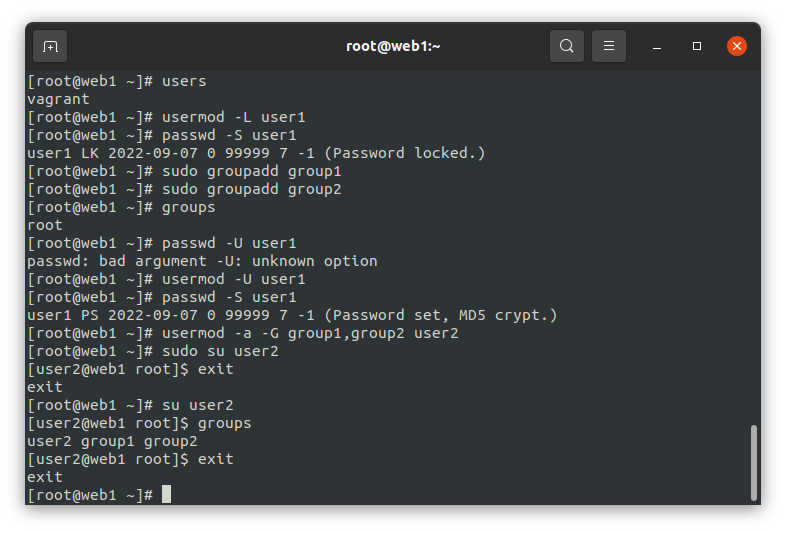 root@web1:~
[root@web1 ~]# users
vagrant
[root@web1 ~]# usermod -L user1
[root@web1 ~]# passwd -S user1
user1 LK 2022-09-07 0 99999 7 -1 (Password locked.)
[root@web1 ~]# sudo groupadd group1
[root@web1 ~]# sudo groupadd group2
[root@web1 ~]# groups
root
[root@web1 ~]# passwd -U user1
passwd: bad argument -U: unknown option
[root@web1 ~]# usermod -U user1
[root@web1 ~]# passwd -S user1
user1 PS 2022-09-07 0 99999 7 -1 (Password set, MD5 crypt.)
[root@web1 ~]# usermod -a -G group1,group2 user2
[root@web1 ~]# sudo su user2
[user2@web1 root]$ exit
exit
[root@web1 ~]# su user2
[user2@web1 root]$ groups
user2 group1 group2
[user2@web1 root]$ exit
exit
[root@web1 ~]#